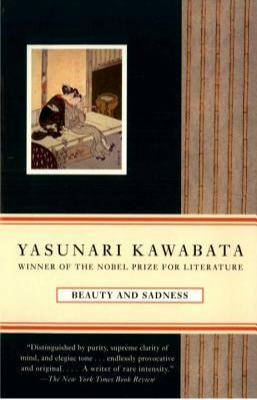 YASUNARI KAWABATA
WINNER OF THE NOBEL PRIZE FOR LITERATURE
BEAUTY AND SADNESS
"Distinguished by purity, supreme clarity of
mind, and elegiac tone . . . endlessly provocative
and original. . . . A writer of rare intensity."
—The New York Times Book Review